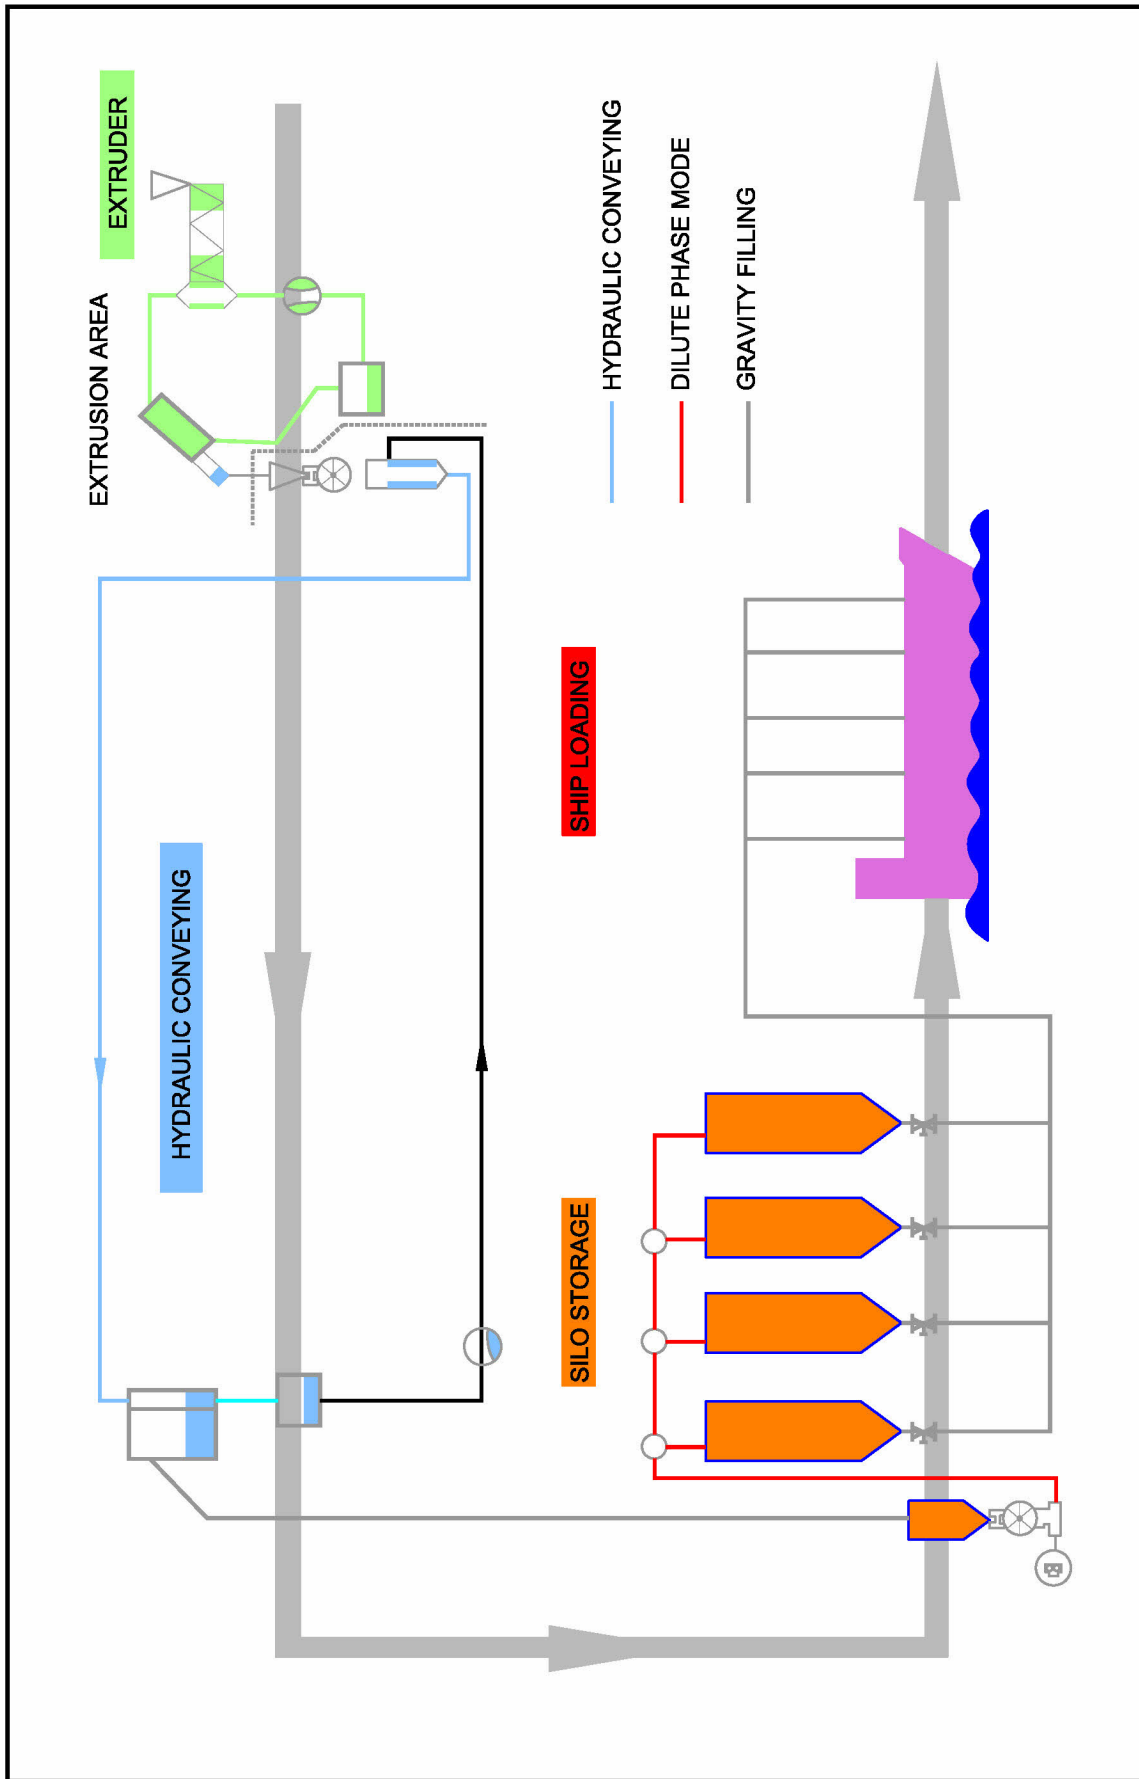 EXTRUDER
EXTRUSION AREA
HYDRAULIC CONVEYING
HYDRAULIC CONVEYING
DILUTE PHASE MODE
GRAVITY FILLING
SHIP LOADING
SILO STORAGE